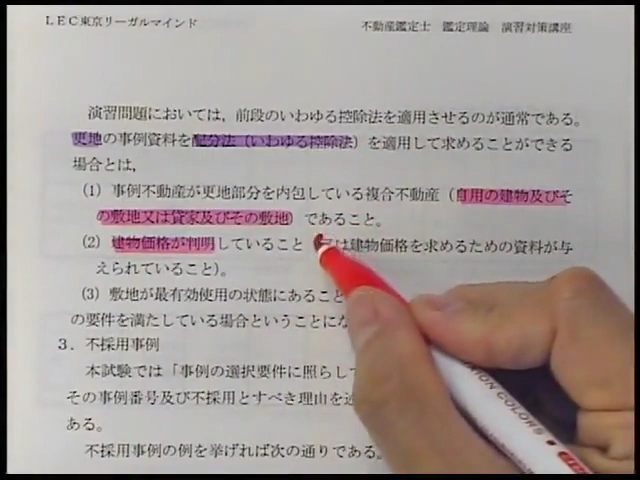 LEC東京リーガルマインド
不動産鑑定士 鑑定理論 演習対策講座
演習問題においては，前段のいわゆる控除法を適用させるのが通常である。
更地の事例資料を配分法（いわゆる控除法）を適用して求めることができる
場合とは，
(1) 事例不動産が更地部分を内包している複合不動産（自用の建物及びそ
の敷地又は貸家及びその敷地）であること。
(2) 建物価格が判明していること は建物価格を求めるための資料が与
えられていること）。
(3) 敷地が最有効使用の状態にあること
の要件を満たしている場合ということにな
３．不採用事例
本試験では「事例の選択要件に照らして
その事例番号及び不採用とすべき理由を
ある。
不採用事例の例を挙げれば次の通りである。
ON COLORS